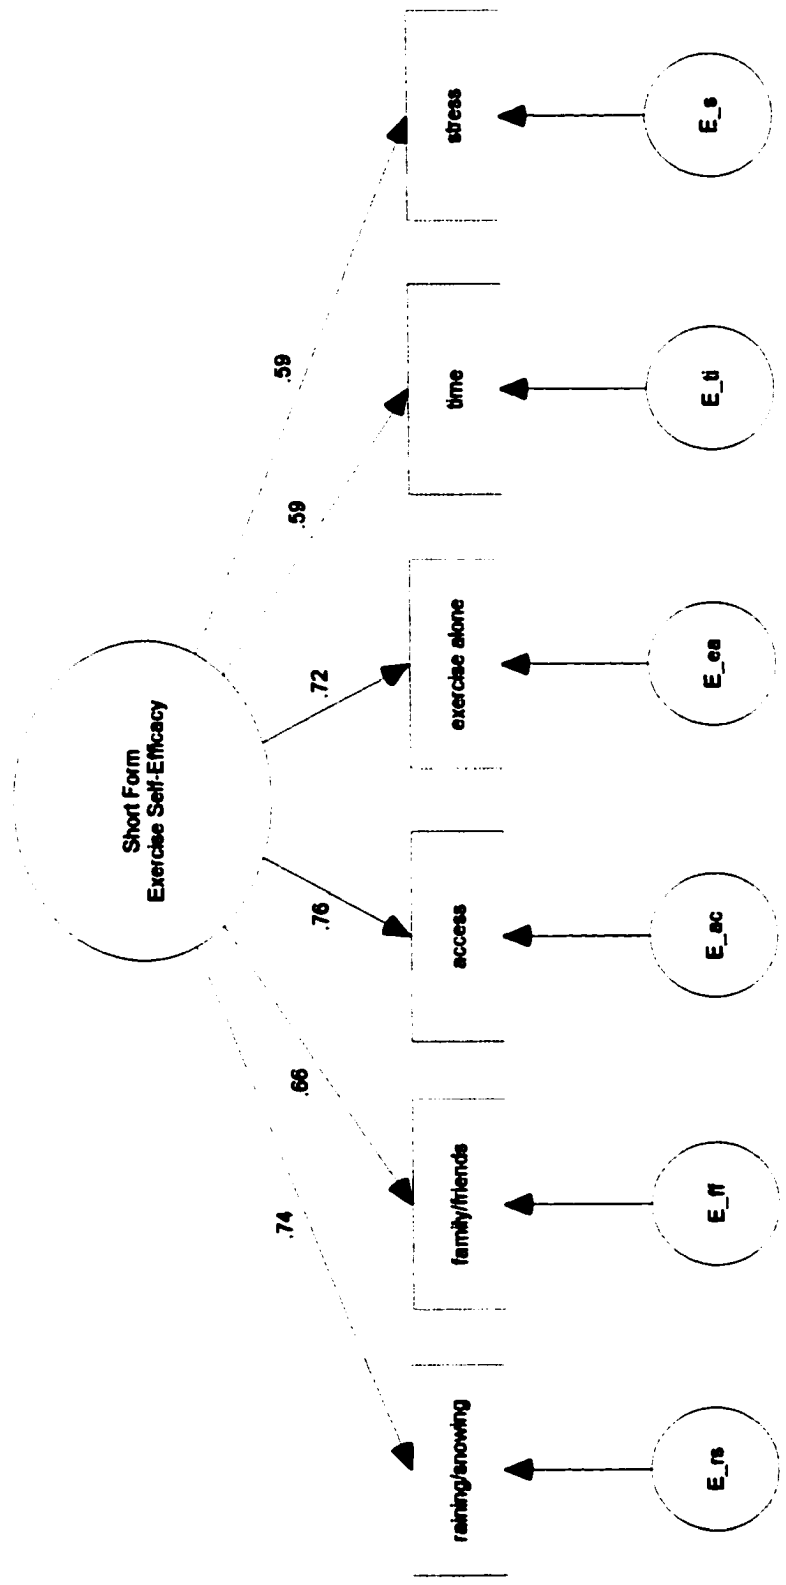 Short Form
Exercise Self-Efficacy
.74
.66
.76
.72
.59
.59
raining/snowing
family/friends
access
exercise alone
time
stress
E_rs
E_ff
E_ac
E_ea
E_ti
E_s